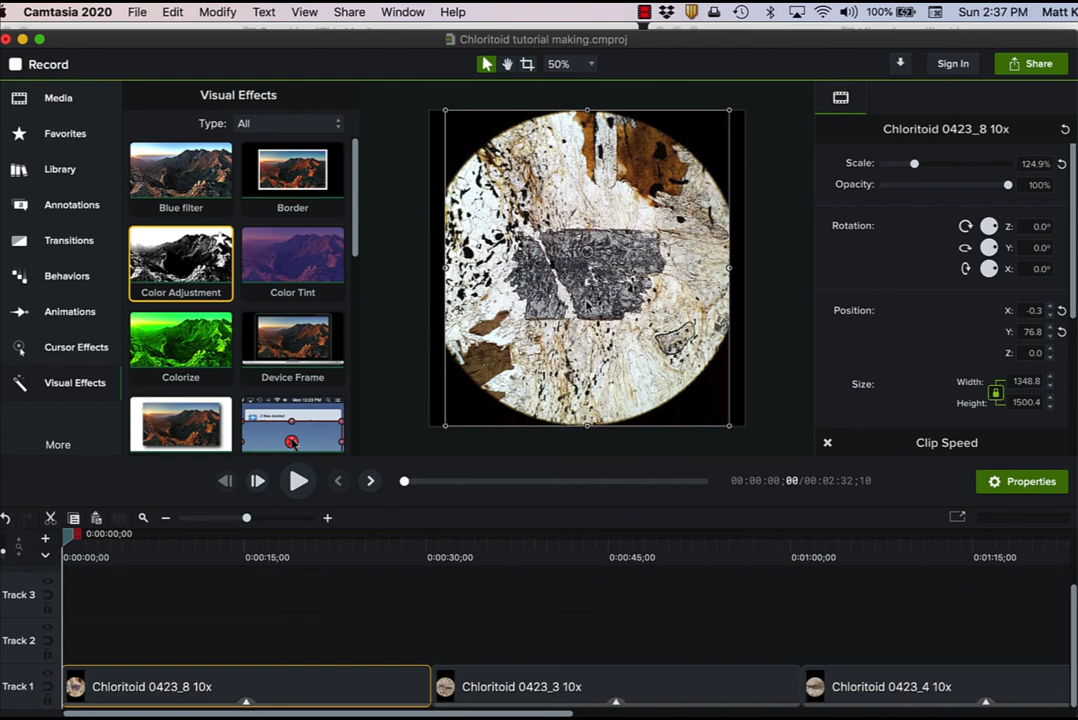 Camtasia 2020 File Edit Modify Text View Share Window Help 100% Sun 2:37 PM Matt K
Chloritoid tutorial making.cmproj
Record 50% Sign In Share
Media
Favorites
Library
Annotations
Transitions
Behaviors
Animations
Cursor Effects
Visual Effects
More
Visual Effects
Type: All
Blue filter Border
Color Adjustment Color Tint
Colorize Device Frame
Chloritoid 0423_8 10x
Scale: 124.9%
Opacity: 100%
Rotation: Z: 0.0°
Y: 0.0°
X: 0.0°
Position: X: -0.3
Y: 76.8
Z: 0.0
Size: Width: 1348.8
Height: 1500.4
Clip Speed
00:00:00;00/00:02:32;10
Properties
0:00:00;00
0:00:00;00 0:00:15;00 0:00:30;00 0:00:45;00 0:01:00;00 0:01:15;00
Track 3
Track 2
Track 1 Chloritoid 0423_8 10x Chloritoid 0423_3 10x Chloritoid 0423_4 10x